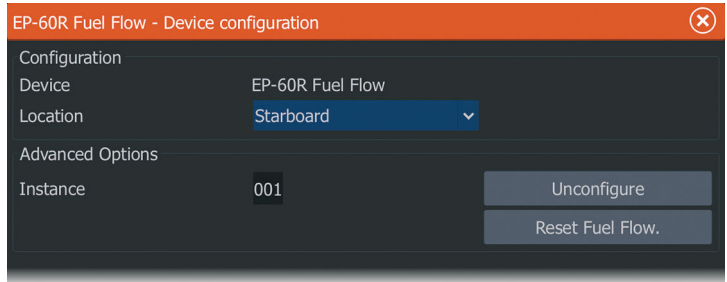 EP-60R Fuel Flow - Device configuration
Configuration
Device EP-60R Fuel Flow
Location Starboard
Advanced Options
Instance 001 Unconfigure
Reset Fuel Flow.